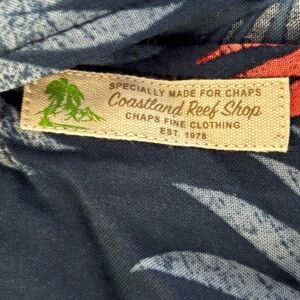 SPECIALLY MADE FOR CHAPS
Coastland Reef Shop
CHAPS FINE CLOTHING
EST. 1978